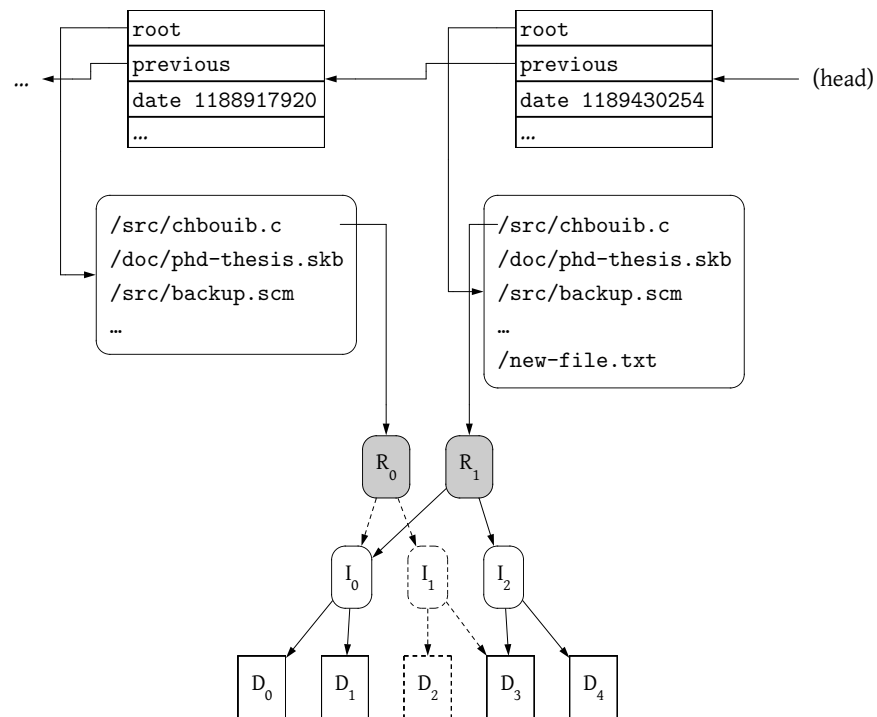 root
previous
date 1188917920
…
root
previous
date 1189430254
…
…
(head)
/src/chbouib.c
/doc/phd-thesis.skb
/src/backup.scm
…
/src/chbouib.c
/doc/phd-thesis.skb
/src/backup.scm
…
/new-file.txt
R0
R1
I0
I1
I2
D0
D1
D2
D3
D4